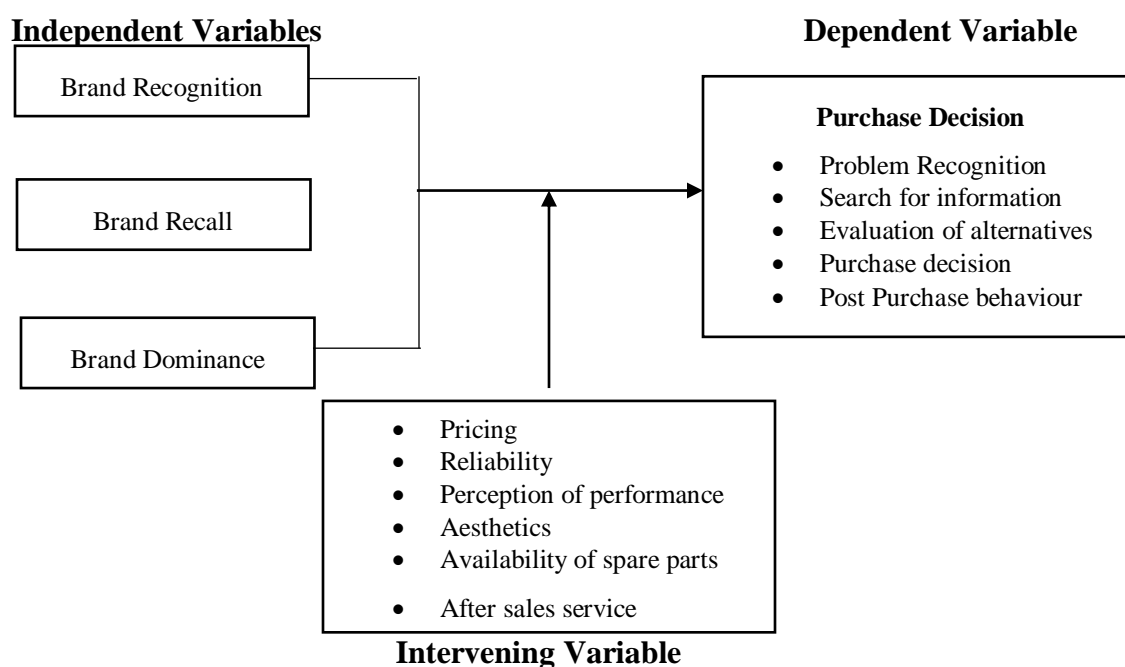 Independent Variables
Brand Recognition
Brand Recall
Brand Dominance
Dependent Variable
Purchase Decision
• Problem Recognition
• Search for information
• Evaluation of alternatives
• Purchase decision
• Post Purchase behaviour
• Pricing
• Reliability
• Perception of performance
• Aesthetics
• Availability of spare parts
• After sales service
Intervening Variable